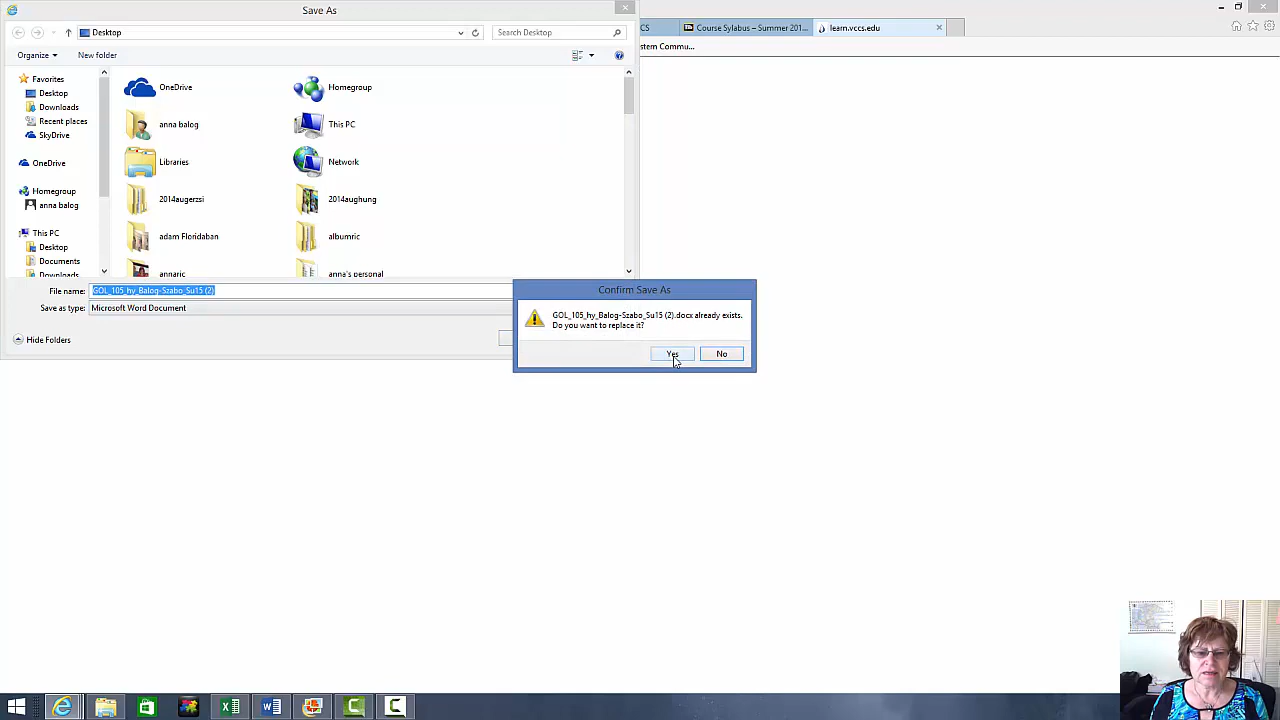 Save As
CS
Course Sylabus – Summer 201...
learn.vccs.edu
Desktop
Search Desktop
stem Commu...
Organize
New folder
Favorites
Desktop
Downloads
Recent places
SkyDrive
OneDrive
Homegroup
anna balog
This PC
Desktop
Documents
Downloads
OneDrive
Homegroup
anna balog
This PC
Libraries
Network
2014augerzsi
2014aughung
adam Floridaban
albumric
annaric
anna's personal
File name:
GOL_105_hy_Balog-Szabo_Su15 (2)
Save as type:
Microsoft Word Document
Hide Folders
Confirm Save As
GOL_105_hy_Balog-Szabo_Su15 (2).docx already exists.
Do you want to replace it?
Yes
No